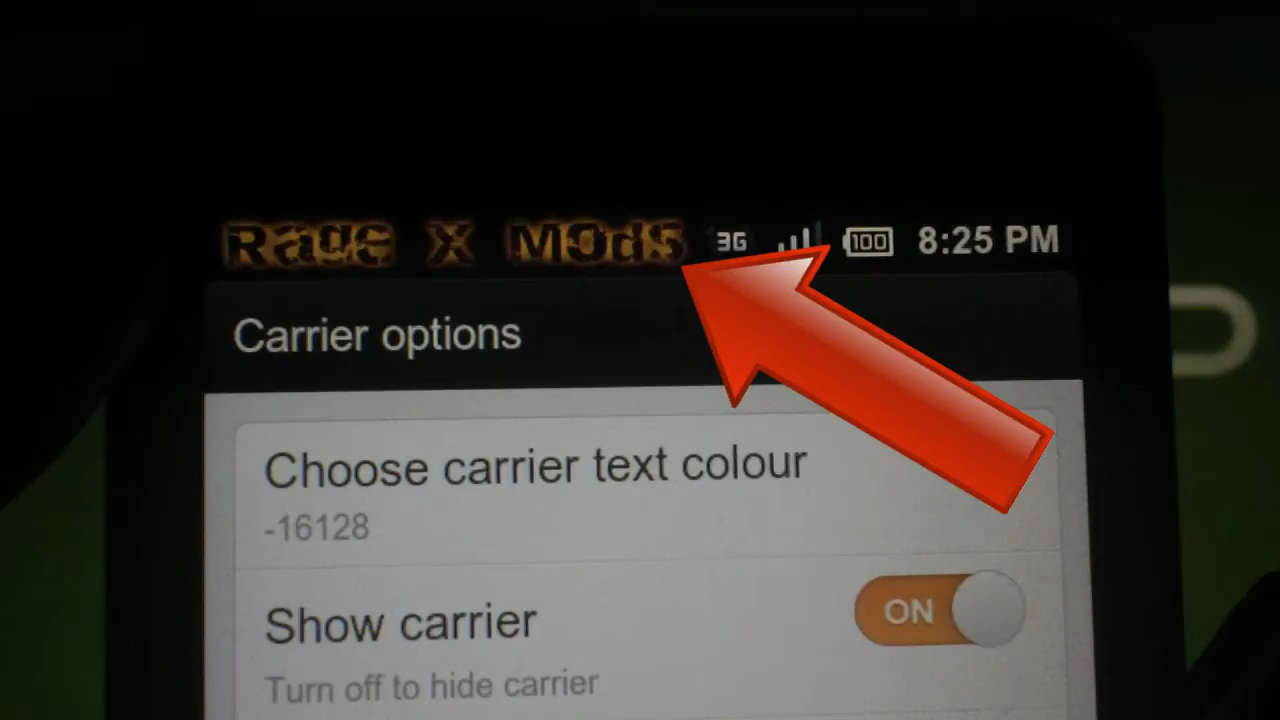 Rage X M0d5 3G 100 8:25 PM
Carrier options
Choose carrier text colour
-16128
Show carrier
ON
Turn off to hide carrier